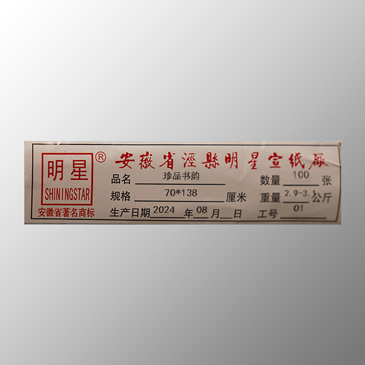 明星®
SHININGSTAR
安徽省著名商标
安徽省涇縣明星宣纸厰
品名 珍品书韵 数量 100 张
规格 70*138 厘米 重量 2.9-3.1 公斤
生产日期 2024 年 08 月 日 工号 01